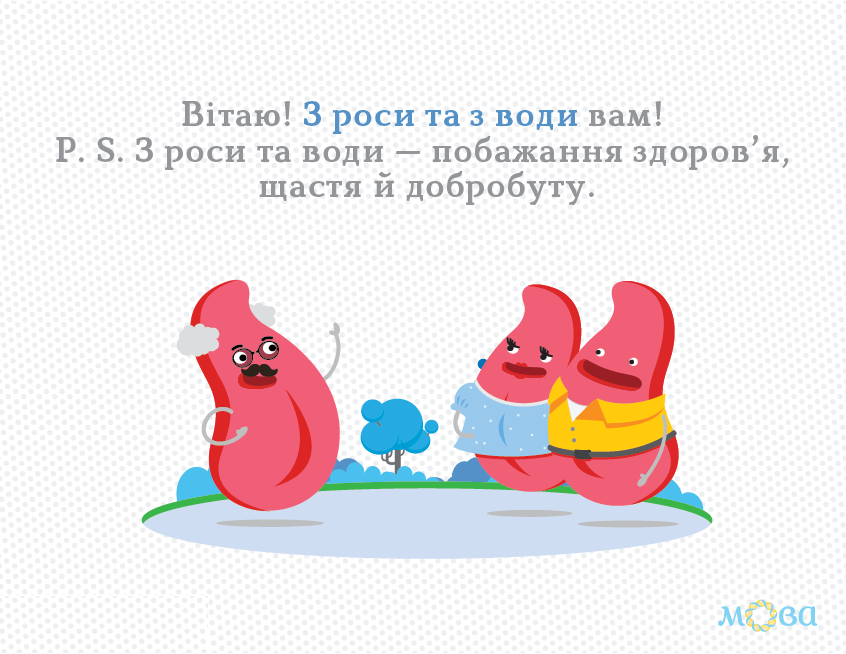 Вітаю! З роси та з води вам!
P. S. З роси та води — побажання здоров’я,
щастя й добробуту.
мова